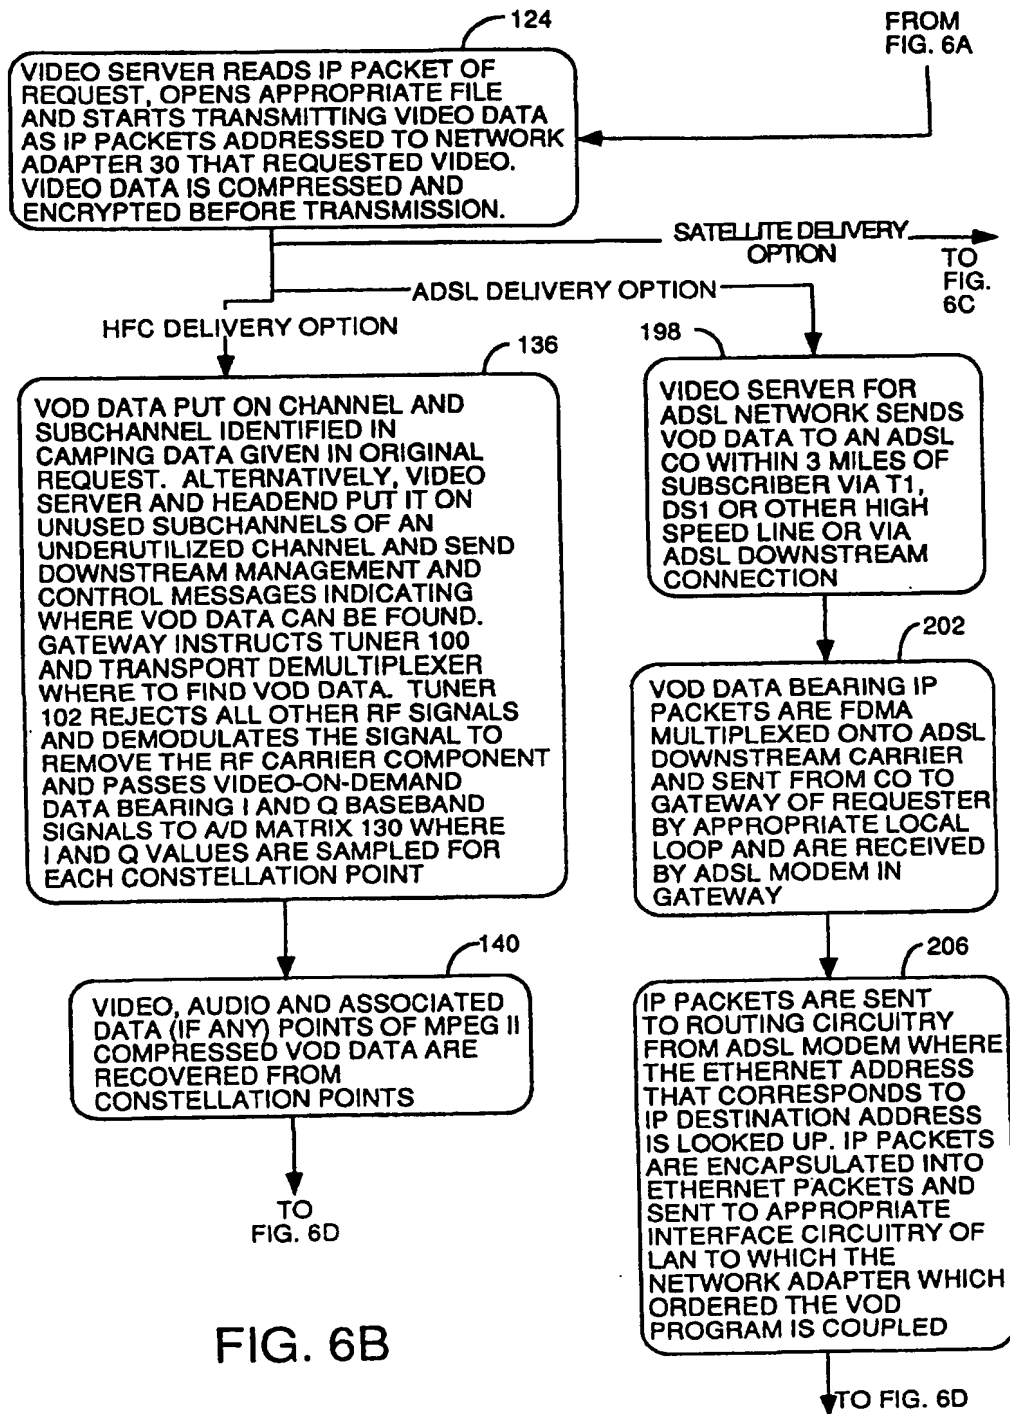 124
FROM
FIG. 6A
VIDEO SERVER READS IP PACKET OF
REQUEST, OPENS APPROPRIATE FILE
AND STARTS TRANSMITTING VIDEO DATA
AS IP PACKETS ADDRESSED TO NETWORK
ADAPTER 30 THAT REQUESTED VIDEO.
VIDEO DATA IS COMPRESSED AND
ENCRYPTED BEFORE TRANSMISSION.
SATELLITE DELIVERY
OPTION
TO
FIG.
6C
ADSL DELIVERY OPTION
HFC DELIVERY OPTION
136
VOD DATA PUT ON CHANNEL AND
SUBCHANNEL IDENTIFIED IN
CAMPING DATA GIVEN IN ORIGINAL
REQUEST. ALTERNATIVELY, VIDEO
SERVER AND HEADEND PUT IT ON
UNUSED SUBCHANNELS OF AN
UNDERUTILIZED CHANNEL AND SEND
DOWNSTREAM MANAGEMENT AND
CONTROL MESSAGES INDICATING
WHERE VOD DATA CAN BE FOUND.
GATEWAY INSTRUCTS TUNER 100
AND TRANSPORT DEMULTIPLEXER
WHERE TO FIND VOD DATA. TUNER
102 REJECTS ALL OTHER RF SIGNALS
AND DEMODULATES THE SIGNAL TO
REMOVE THE RF CARRIER COMPONENT
AND PASSES VIDEO-ON-DEMAND
DATA BEARING I AND Q BASEBAND
SIGNALS TO A/D MATRIX 130 WHERE
I AND Q VALUES ARE SAMPLED FOR
EACH CONSTELLATION POINT
140
VIDEO, AUDIO AND ASSOCIATED
DATA (IF ANY) POINTS OF MPEG II
COMPRESSED VOD DATA ARE
RECOVERED FROM
CONSTELLATION POINTS
TO
FIG. 6D
198
VIDEO SERVER FOR
ADSL NETWORK SENDS
VOD DATA TO AN ADSL
CO WITHIN 3 MILES OF
SUBSCRIBER VIA T1,
DS1 OR OTHER HIGH
SPEED LINE OR VIA
ADSL DOWNSTREAM
CONNECTION
202
VOD DATA BEARING IP
PACKETS ARE FDMA
MULTIPLEXED ONTO ADSL
DOWNSTREAM CARRIER
AND SENT FROM CO TO
GATEWAY OF REQUESTER
BY APPROPRIATE LOCAL
LOOP AND ARE RECEIVED
BY ADSL MODEM IN
GATEWAY
206
IP PACKETS ARE SENT
TO ROUTING CIRCUITRY
FROM ADSL MODEM WHERE
THE ETHERNET ADDRESS
THAT CORRESPONDS TO
IP DESTINATION ADDRESS
IS LOOKED UP. IP PACKETS
ARE ENCAPSULATED INTO
ETHERNET PACKETS AND
SENT TO APPROPRIATE
INTERFACE CIRCUITRY OF
LAN TO WHICH THE
NETWORK ADAPTER WHICH
ORDERED THE VOD
PROGRAM IS COUPLED
TO FIG. 6D
FIG. 6B